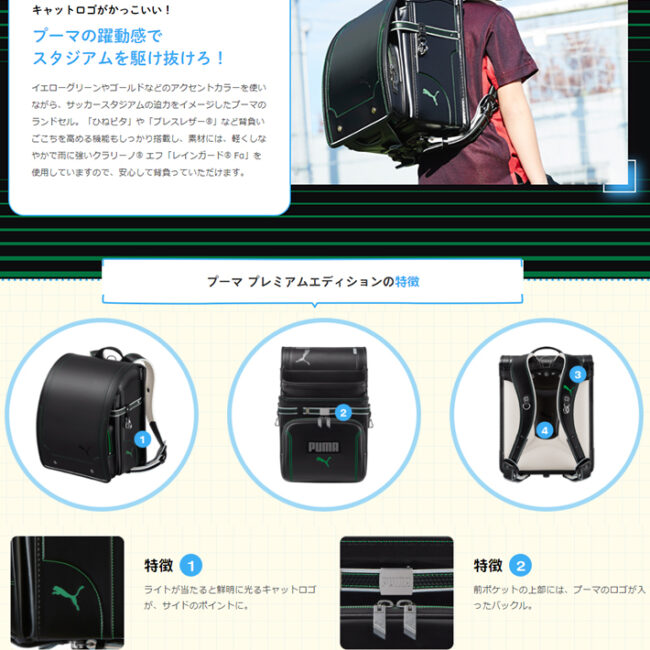 キャットロゴがかっこいい！
プーマの躍動感で
スタジアムを駆け抜けろ！
イエローグリーンやゴールドなどのアクセントカラーを使い
ながら、サッカースタジアムの迫力をイメージしたプーマの
ランドセル。「ひねピタ」や「ブレスレザー®」など背負い
ごこちを高める機能もしっかり搭載し、素材には、軽くしな
やかで雨に強いクラリーノ® エフ「レインガード® Fα」を
使用していますので、安心して背負っていただけます。
プーマ プレミアムエディションの特徴
1
2
PUMA
3
4
特徴 1
ライトが当たると鮮明に光るキャットロゴ
が、サイドのポイントに。
PUMA
特徴 2
前ポケットの上部には、プーマのロゴが入
ったバックル。